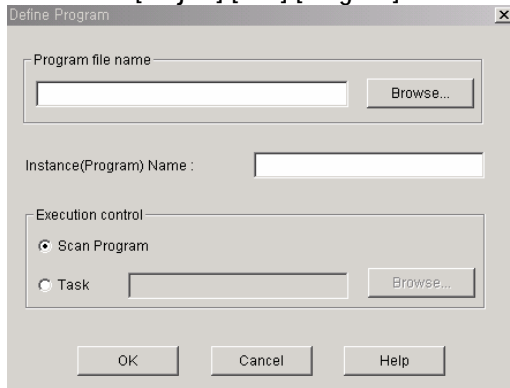 Define Program
Program file name
Browse...
Instance(Program) Name :
Execution control
Scan Program
Task
Browse...
OK
Cancel
Help